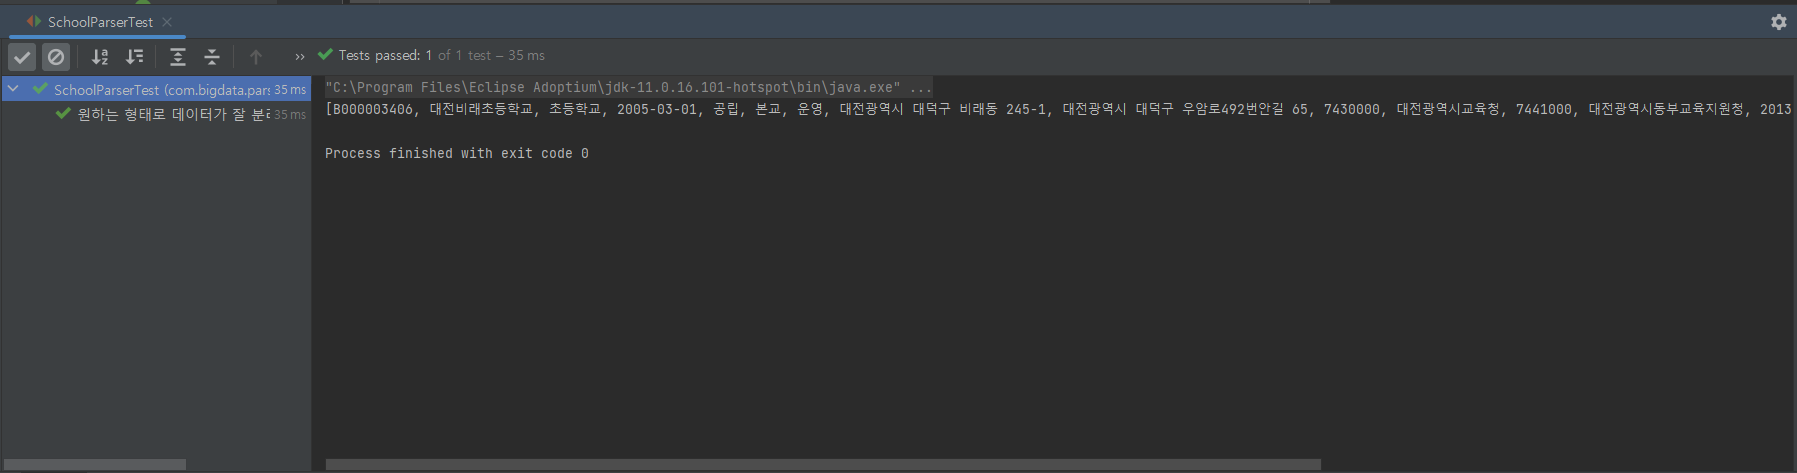 SchoolParserTest
Tests passed: 1 of 1 test – 35 ms
SchoolParserTest (com.bigdata.pars 35 ms
원하는 형태로 데이터가 잘 35 ms
"C:\Program Files\Eclipse Adoptium\jdk-11.0.16.101-hotspot\bin\java.exe" ...
[B000003406, 대전비래초등학교, 초등학교, 2005-03-01, 공립, 본교, 운영, 대전광역시 대덕구 비래동 245-1, 대전광역시 대덕구 우암로492번안길 65, 7430000, 대전광역시교육청, 7441000, 대전광역시동부교육지원청, 2013
Process finished with exit code 0